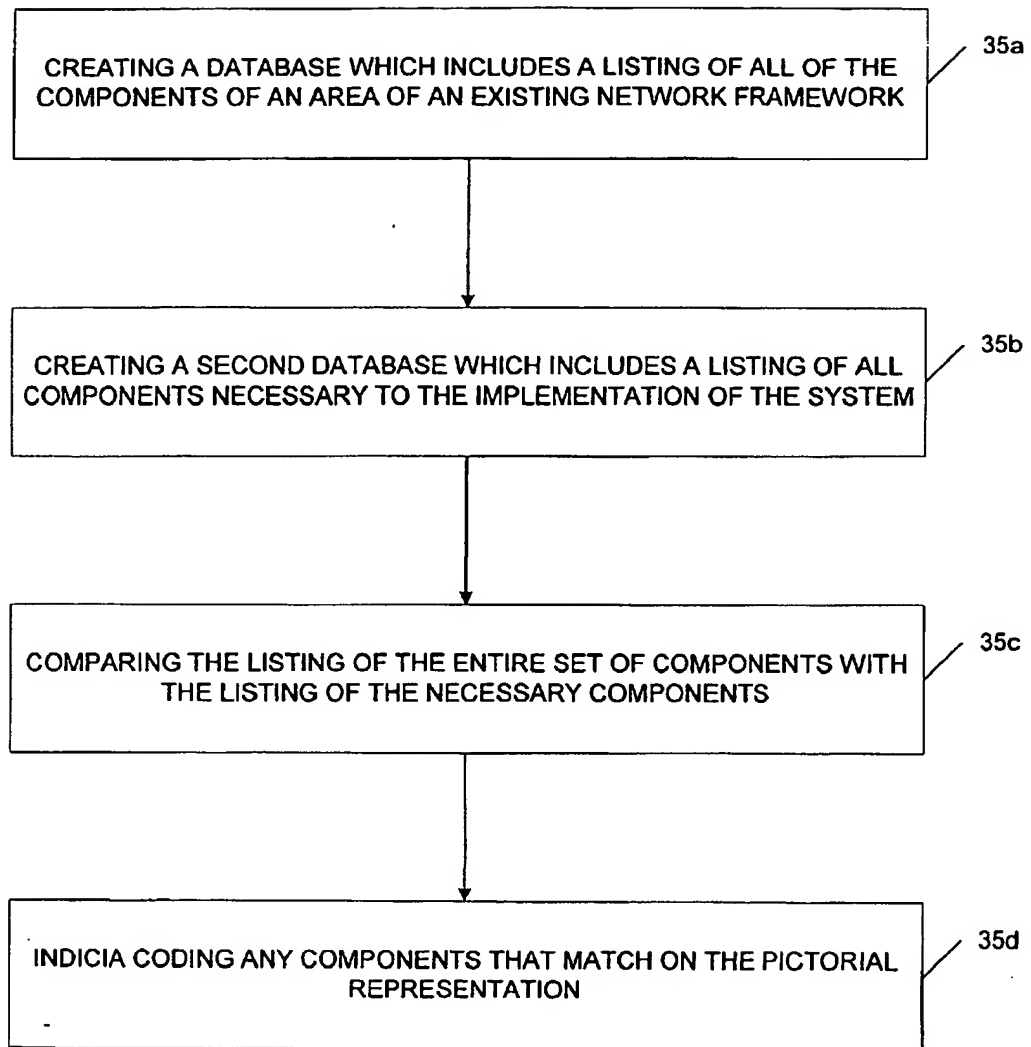 35a
CREATING A DATABASE WHICH INCLUDES A LISTING OF ALL OF THE
COMPONENTS OF AN AREA OF AN EXISTING NETWORK FRAMEWORK
35b
CREATING A SECOND DATABASE WHICH INCLUDES A LISTING OF ALL
COMPONENTS NECESSARY TO THE IMPLEMENTATION OF THE SYSTEM
35c
COMPARING THE LISTING OF THE ENTIRE SET OF COMPONENTS WITH
THE LISTING OF THE NECESSARY COMPONENTS
35d
INDICIA CODING ANY COMPONENTS THAT MATCH ON THE PICTORIAL
REPRESENTATION